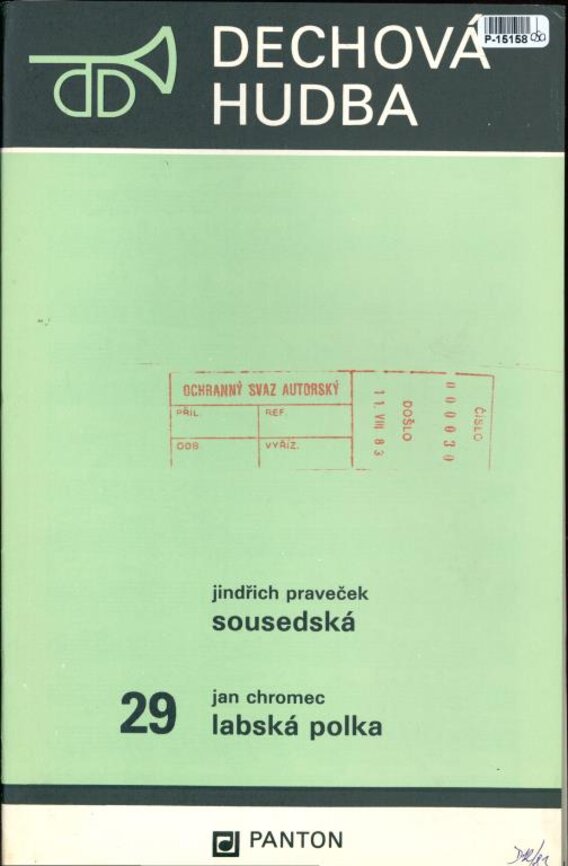 DECHOVÁ
HUDBA
P-15158
OCHRANNÝ SVAZ AUTORSKÝ
PŘÍL.
REF.
ODB.
VYŘÍZ.
11. VIII 83
DOŠLO
000030
ČÍSLO
jindřich praveček
sousedská
29
jan chromec
labská polka
PANTON